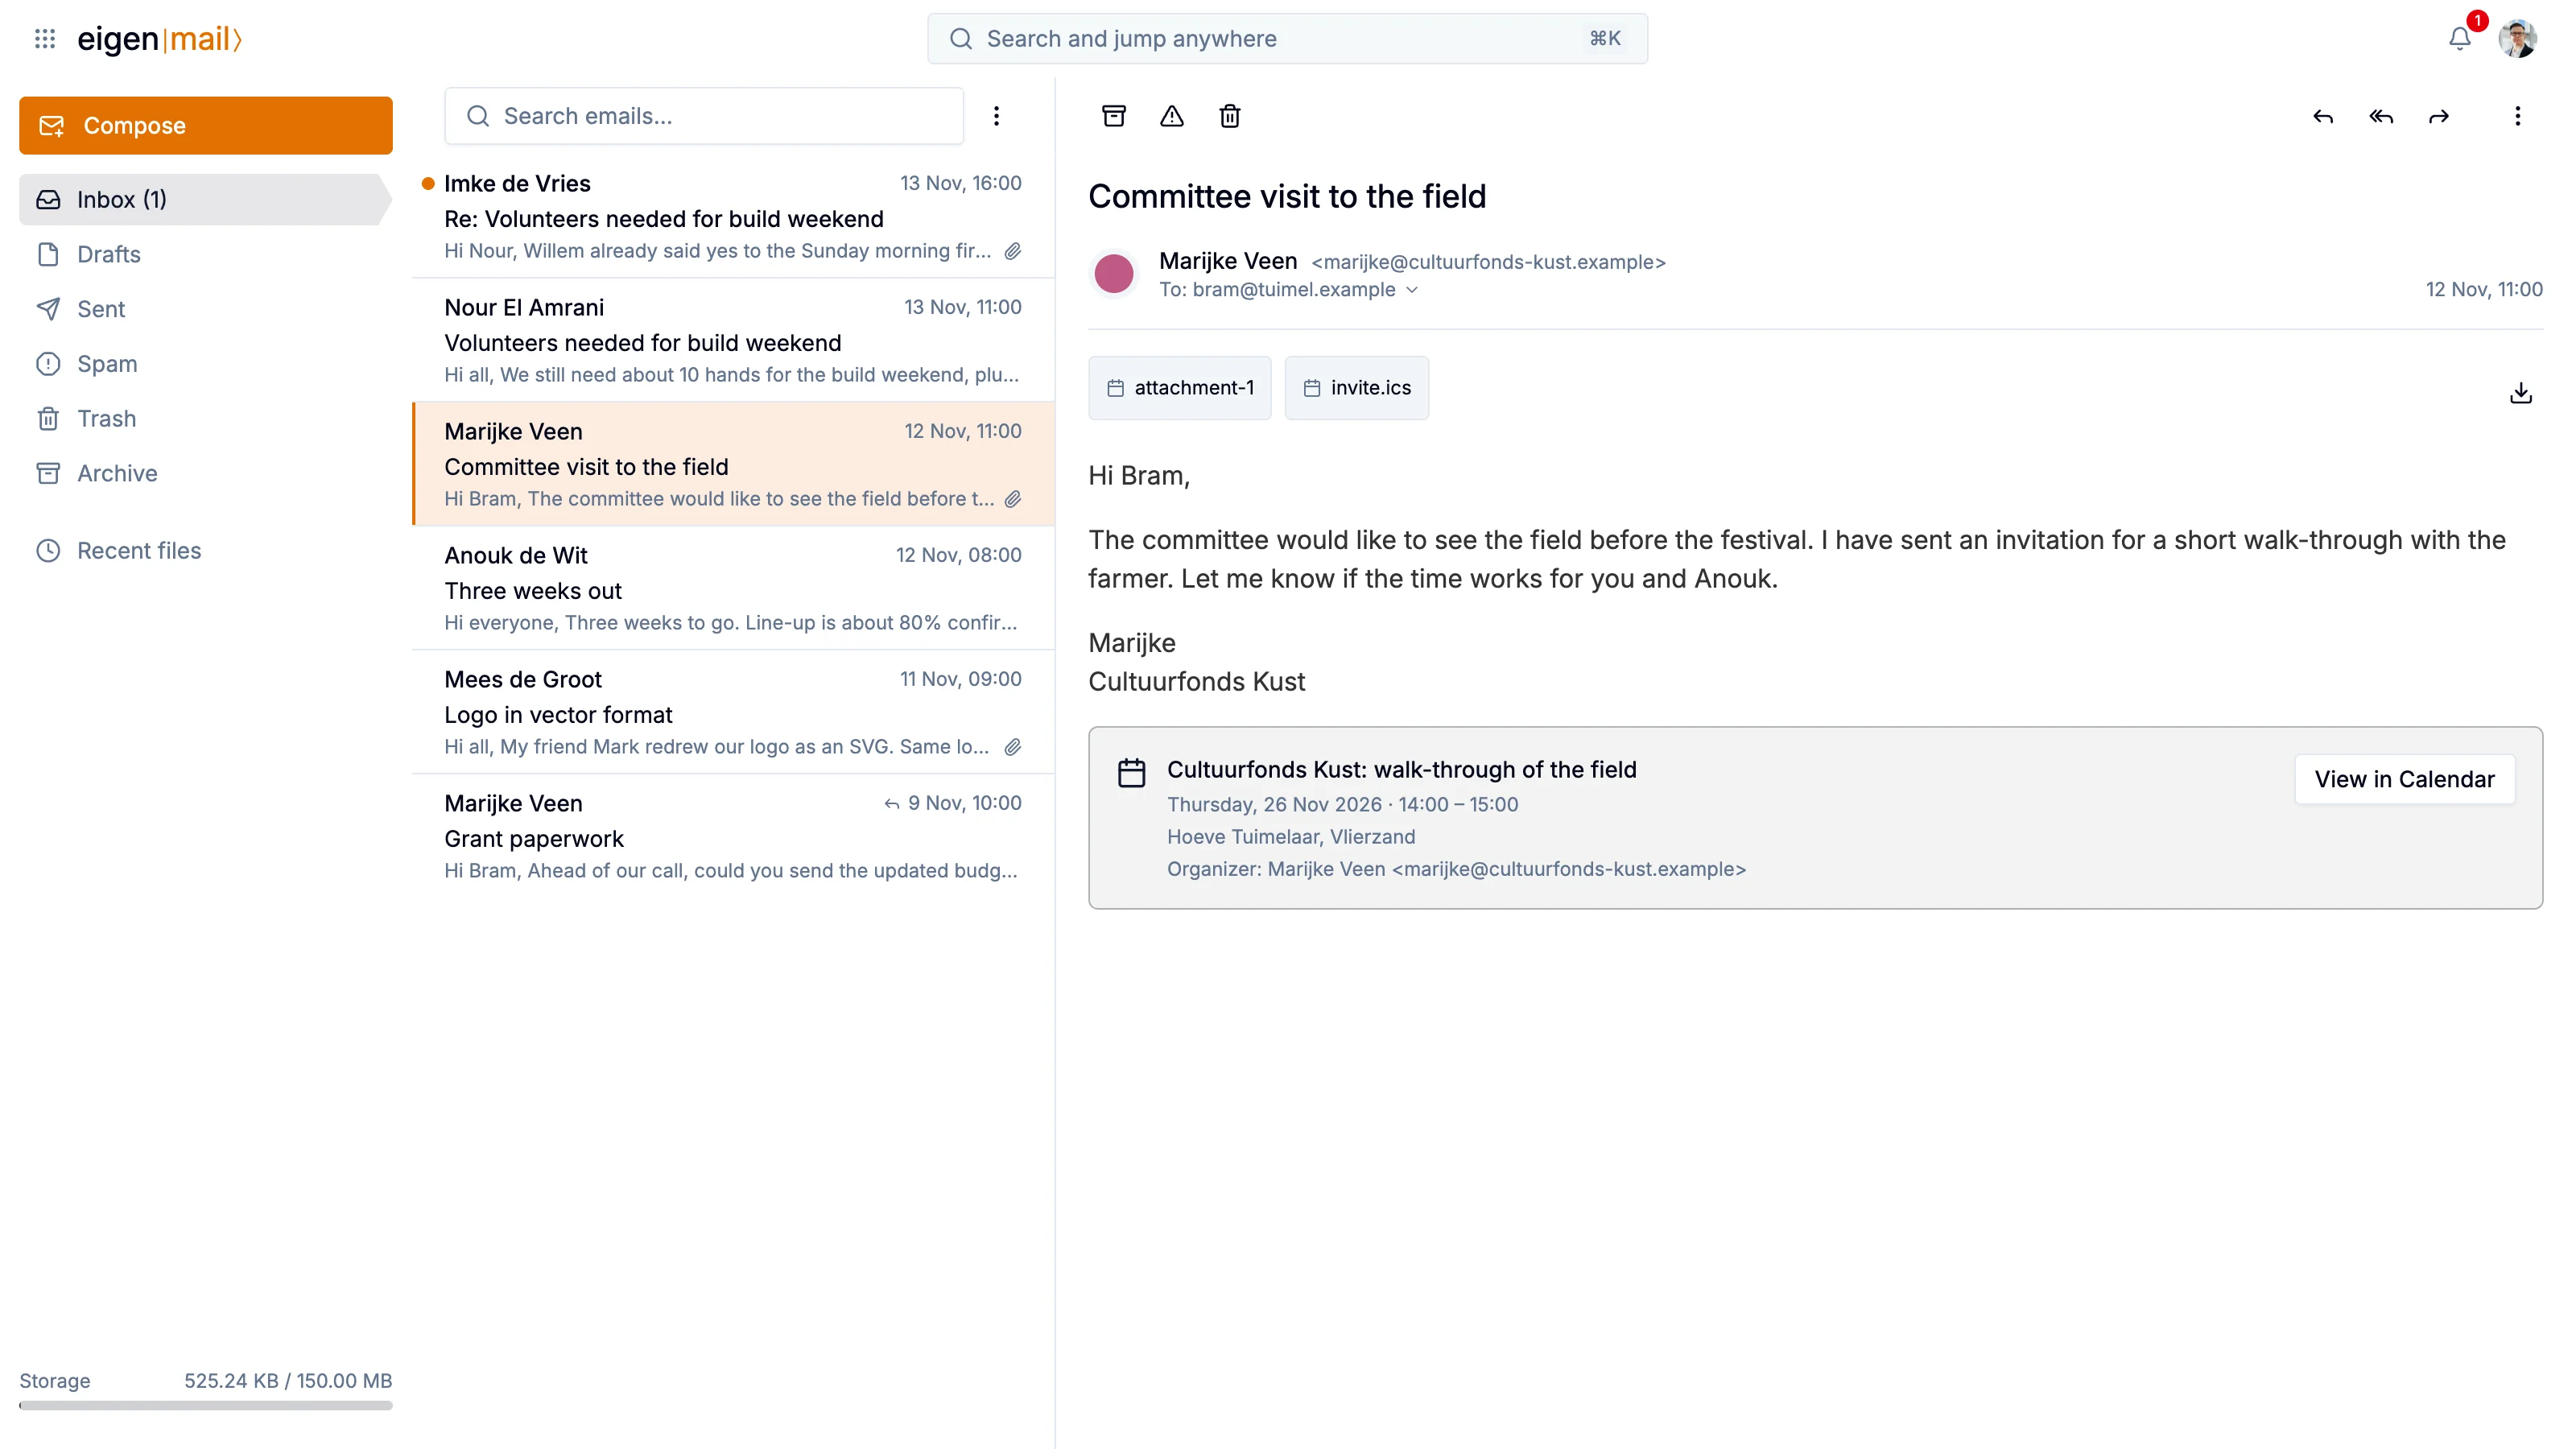 eigen|mail⟩
Search and jump anywhere ⌘K
1
Compose
Inbox (1)
Drafts
Sent
Spam
Trash
Archive
Recent files
Storage 525.24 KB / 150.00 MB
Search emails...
Imke de Vries 13 Nov, 16:00
Re: Volunteers needed for build weekend
Hi Nour, Willem already said yes to the Sunday morning fir...
Nour El Amrani 13 Nov, 11:00
Volunteers needed for build weekend
Hi all, We still need about 10 hands for the build weekend, plu...
Marijke Veen 12 Nov, 11:00
Committee visit to the field
Hi Bram, The committee would like to see the field before t...
Anouk de Wit 12 Nov, 08:00
Three weeks out
Hi everyone, Three weeks to go. Line-up is about 80% confir...
Mees de Groot 11 Nov, 09:00
Logo in vector format
Hi all, My friend Mark redrew our logo as an SVG. Same lo...
Marijke Veen 9 Nov, 10:00
Grant paperwork
Hi Bram, Ahead of our call, could you send the updated budg...
Committee visit to the field
Marijke Veen <marijke@cultuurfonds-kust.example>
To: bram@tuimel.example
12 Nov, 11:00
attachment-1
invite.ics
Hi Bram,
The committee would like to see the field before the festival. I have sent an invitation for a short walk-through with the
farmer. Let me know if the time works for you and Anouk.
Marijke
Cultuurfonds Kust
Cultuurfonds Kust: walk-through of the field
Thursday, 26 Nov 2026 · 14:00 – 15:00
Hoeve Tuimelaar, Vlierzand
Organizer: Marijke Veen <marijke@cultuurfonds-kust.example>
View in Calendar